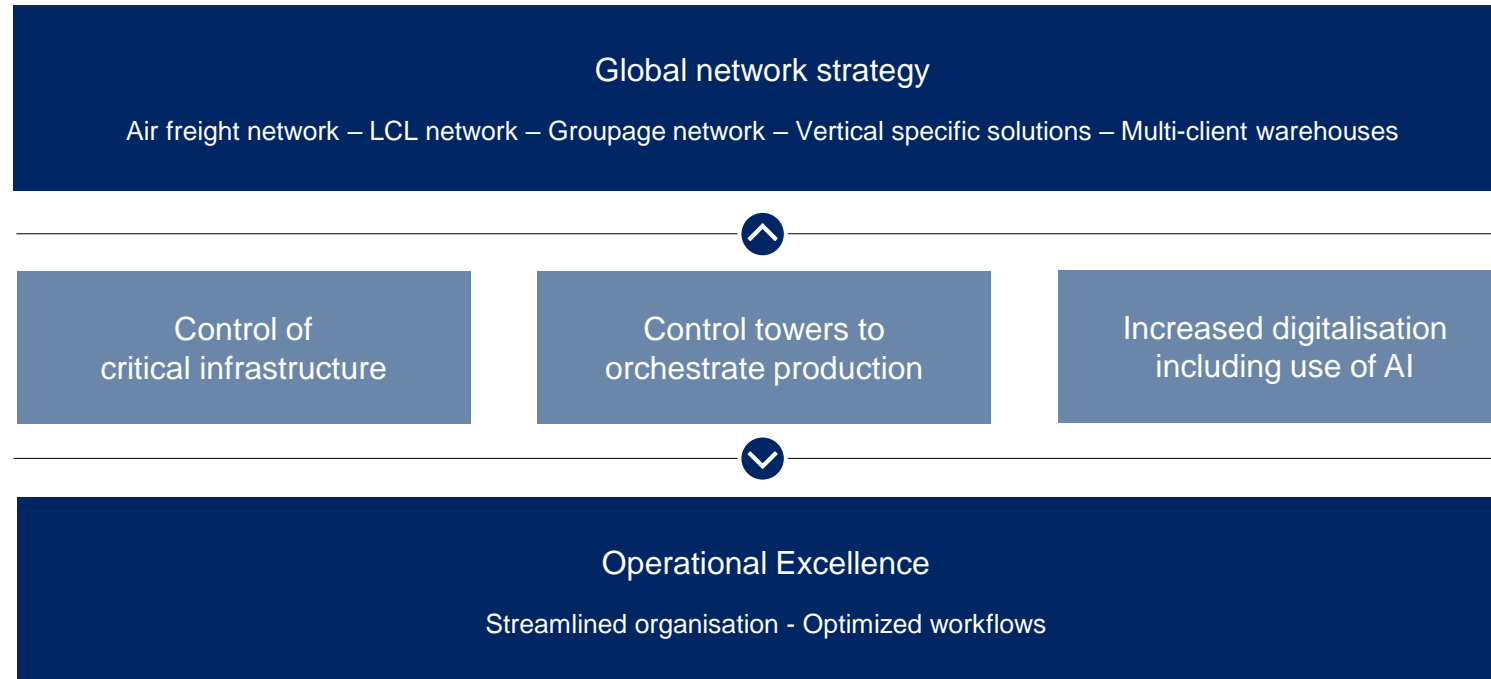 Global network strategy
Air freight network – LCL network – Groupage network – Vertical specific solutions – Multi-client warehouses
Control of
critical infrastructure
Control towers to
orchestrate production
Increased digitalisation
including use of AI
Operational Excellence
Streamlined organisation - Optimized workflows